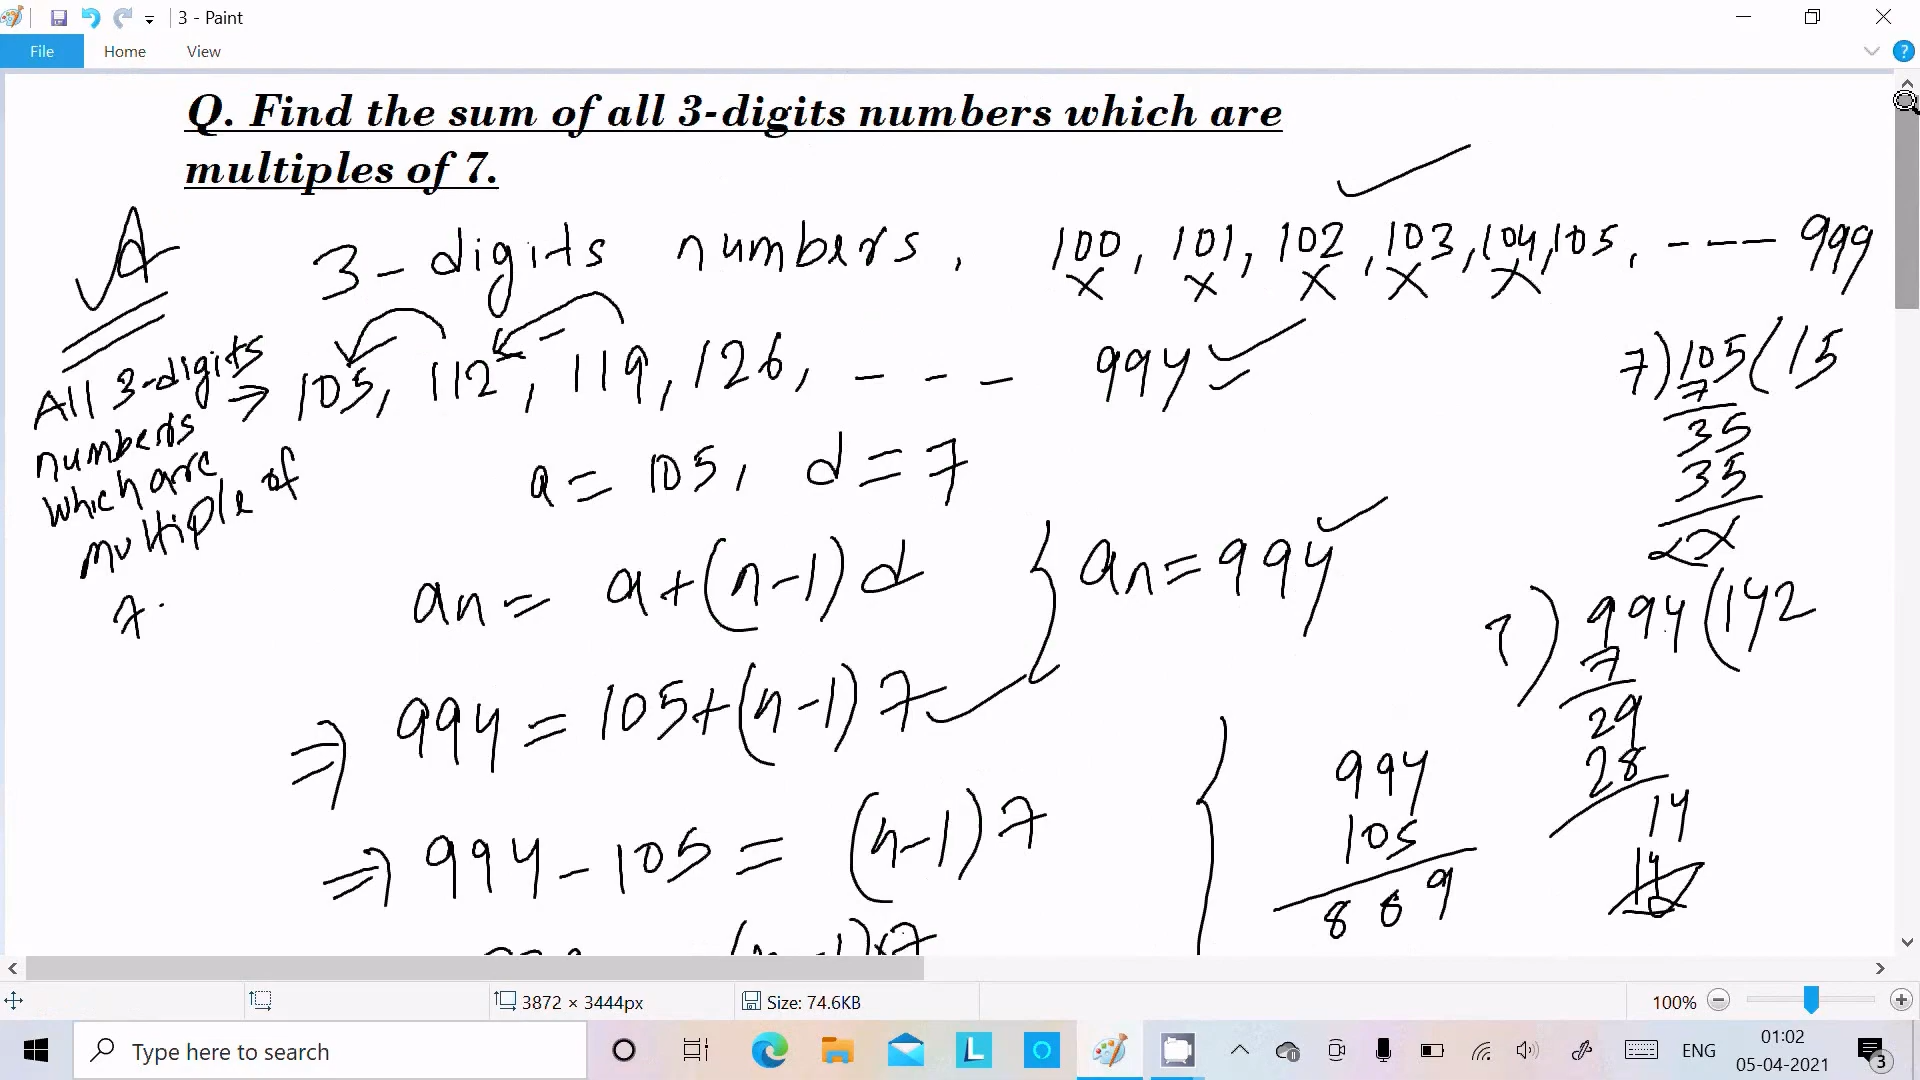 3 - Paint
File Home View
Q. Find the sum of all 3-digits numbers which are
multiples of 7.
A 3-digits numbers, 100, 101, 102, 103, 104, 105, ---- 999
All 3-digits
numbers
which are
multiple of
7.
⇒ 105, 112, 119, 126, - - - 994
a = 105, d = 7
an = a+(n-1)d } an = 994
⇒ 994 = 105+(n-1)7
⇒ 994 - 105 = (n-1)7
7)105(15
7
35
35
7)994(142
7
29
28
14
14
994
105
889
3872 × 3444px Size: 74.6KB 100%
Type here to search
ENG
01:02
05-04-2021
3